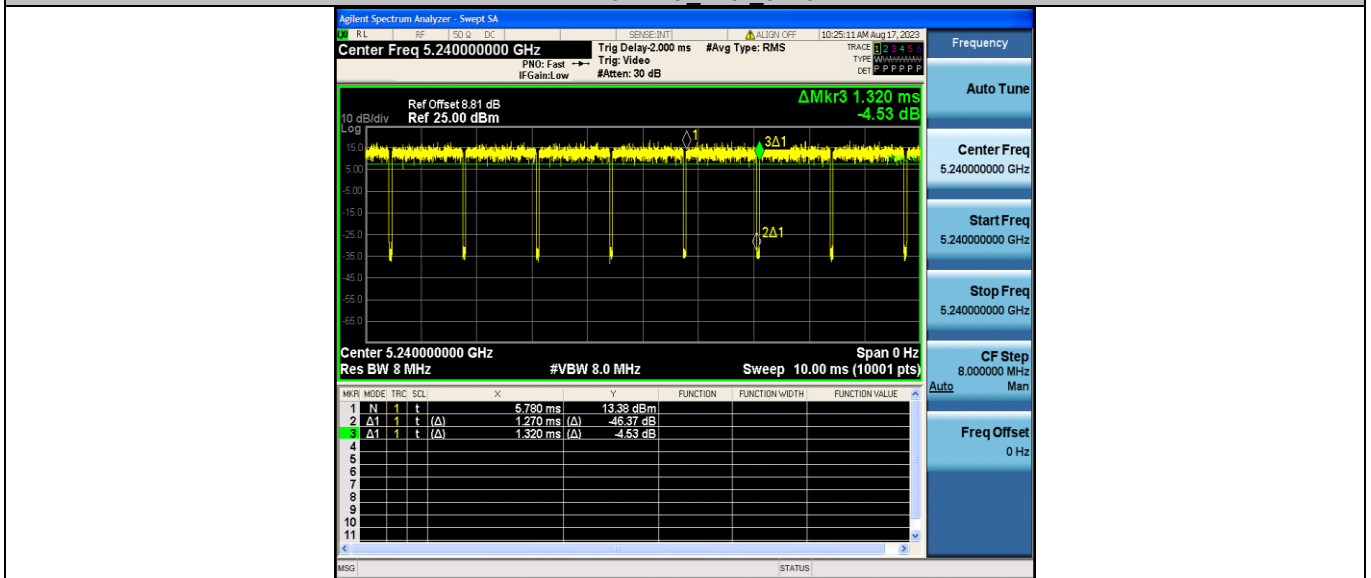 Agilent Spectrum Analyzer - Swept SA
RL RF 50 Ω DC SENSE:INT ALIGN OFF 10:25:11 AM Aug 17, 2023
Center Freq 5.240000000 GHz
PNO: Fast
IFGain:Low
Trig Delay-2.000 ms
Trig: Video
#Atten: 30 dB
#Avg Type: RMS
TRACE 1 2 3 4 5 6
TYPE WWWWWW
DET P P P P P P
ΔMkr3 1.320 ms
-4.53 dB
Ref Offset 8.81 dB
10 dB/div Ref 25.00 dBm
Log
15.0
5.00
-5.00
-15.0
-25.0
-35.0
-45.0
-55.0
-65.0
1
3Δ1
2Δ1
Center 5.240000000 GHz Span 0 Hz
Res BW 8 MHz #VBW 8.0 MHz Sweep 10.00 ms (10001 pts)
MKR MODE TRC SCL X Y FUNCTION FUNCTION WIDTH FUNCTION VALUE
1 N 1 t 5.780 ms 13.38 dBm
2 Δ1 1 t (Δ) 1.270 ms (Δ) -46.37 dB
3 Δ1 1 t (Δ) 1.320 ms (Δ) -4.53 dB
4
5
6
7
8
9
10
11
MSG STATUS
Frequency
Auto Tune
Center Freq
5.240000000 GHz
Start Freq
5.240000000 GHz
Stop Freq
5.240000000 GHz
CF Step
8.000000 MHz
Auto Man
Freq Offset
0 Hz